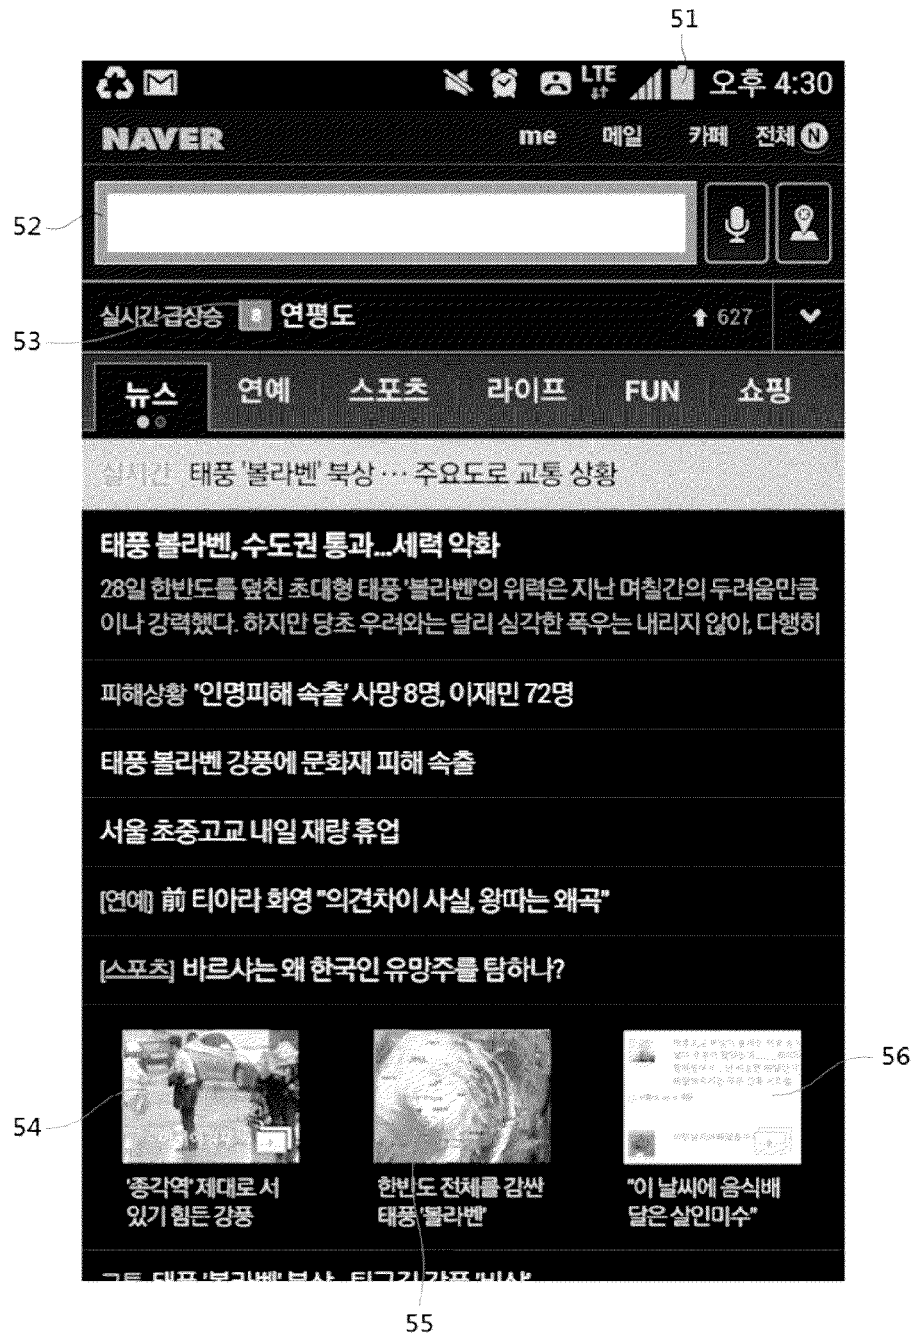 51
LTE 오후 4:30
NAVER me 메일 카페 전체 N
52
실시간 급상승 8 연평도 627
53
뉴스 연예 스포츠 라이프 FUN 쇼핑
실시간 태풍 '볼라벤' 북상 … 주요도로 교통 상황
태풍 볼라벤, 수도권 통과...세력 약화
28일 한반도를 덮친 초대형 태풍 '볼라벤'의 위력은 지난 며칠간의 두려움만큼
이나 강력했다. 하지만 당초 우려와는 달리 심각한 폭우는 내리지 않아, 다행히
피해상황 '인명피해 속출' 사망 8명, 이재민 72명
태풍 볼라벤 강풍에 문화재 피해 속출
서울 초중고교 내일 재량 휴업
[연예] 前 티아라 화영 "의견차이 사실, 왕따는 왜곡"
[스포츠] 바르샤는 왜 한국인 유망주를 탐하나?
56
54
'종각역' 제대로 서
있기 힘든 강풍
한반도 전체를 감싼
태풍 '볼라벤'
"이 날씨에 음식배
달은 살인미수"
55